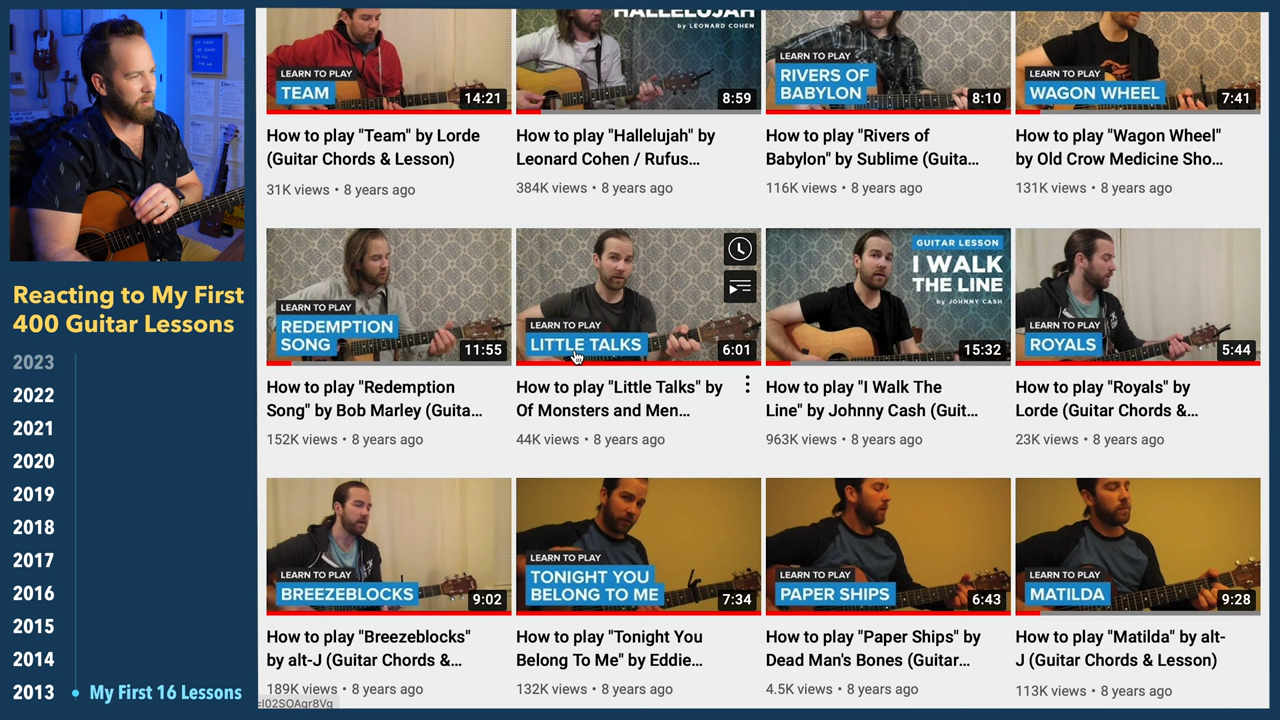 Reacting to My First
400 Guitar Lessons
2023
2022
2021
2020
2019
2018
2017
2016
2015
2014
2013
My First 16 Lessons
LEARN TO PLAY
TEAM
14:21
How to play "Team" by Lorde
(Guitar Chords & Lesson)
31K views • 8 years ago
HALLELUJAH
by LEONARD COHEN
8:59
How to play "Hallelujah" by
Leonard Cohen / Rufus...
384K views • 8 years ago
LEARN TO PLAY
RIVERS OF
BABYLON
8:10
How to play "Rivers of
Babylon" by Sublime (Guita...
116K views • 8 years ago
LEARN TO PLAY
WAGON WHEEL
7:41
How to play "Wagon Wheel"
by Old Crow Medicine Sho...
131K views • 8 years ago
LEARN TO PLAY
REDEMPTION
SONG
11:55
How to play "Redemption
Song" by Bob Marley (Guita...
152K views • 8 years ago
LEARN TO PLAY
LITTLE TALKS
6:01
How to play "Little Talks" by
Of Monsters and Men...
44K views • 8 years ago
GUITAR LESSON
I WALK
THE LINE
by JOHNNY CASH
15:32
How to play "I Walk The
Line" by Johnny Cash (Guit...
963K views • 8 years ago
LEARN TO PLAY
ROYALS
5:44
How to play "Royals" by
Lorde (Guitar Chords &...
23K views • 8 years ago
LEARN TO PLAY
BREEZEBLOCKS
9:02
How to play "Breezeblocks"
by alt-J (Guitar Chords &...
189K views • 8 years ago
LEARN TO PLAY
TONIGHT YOU
BELONG TO ME
7:34
How to play "Tonight You
Belong To Me" by Eddie...
132K views • 8 years ago
LEARN TO PLAY
PAPER SHIPS
6:43
How to play "Paper Ships" by
Dead Man's Bones (Guitar...
4.5K views • 8 years ago
LEARN TO PLAY
MATILDA
9:28
How to play "Matilda" by alt-
J (Guitar Chords & Lesson)
113K views • 8 years ago